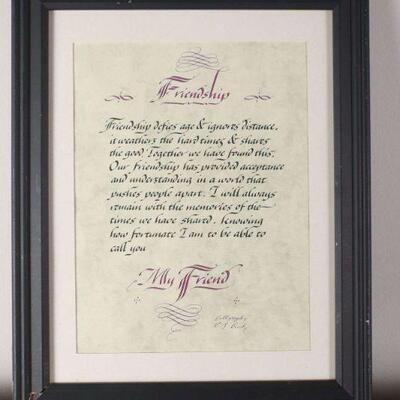 Friendship
Friendship defies age & ignores distance,
it weathers the hard times & shares
the good. Together we have found this.
Our friendship has provided acceptance
and understanding in a world that
pushes people apart. I will always
remain with the memories of the
times we have shared. Knowing
how fortunate I am to be able to
call you
My Friend